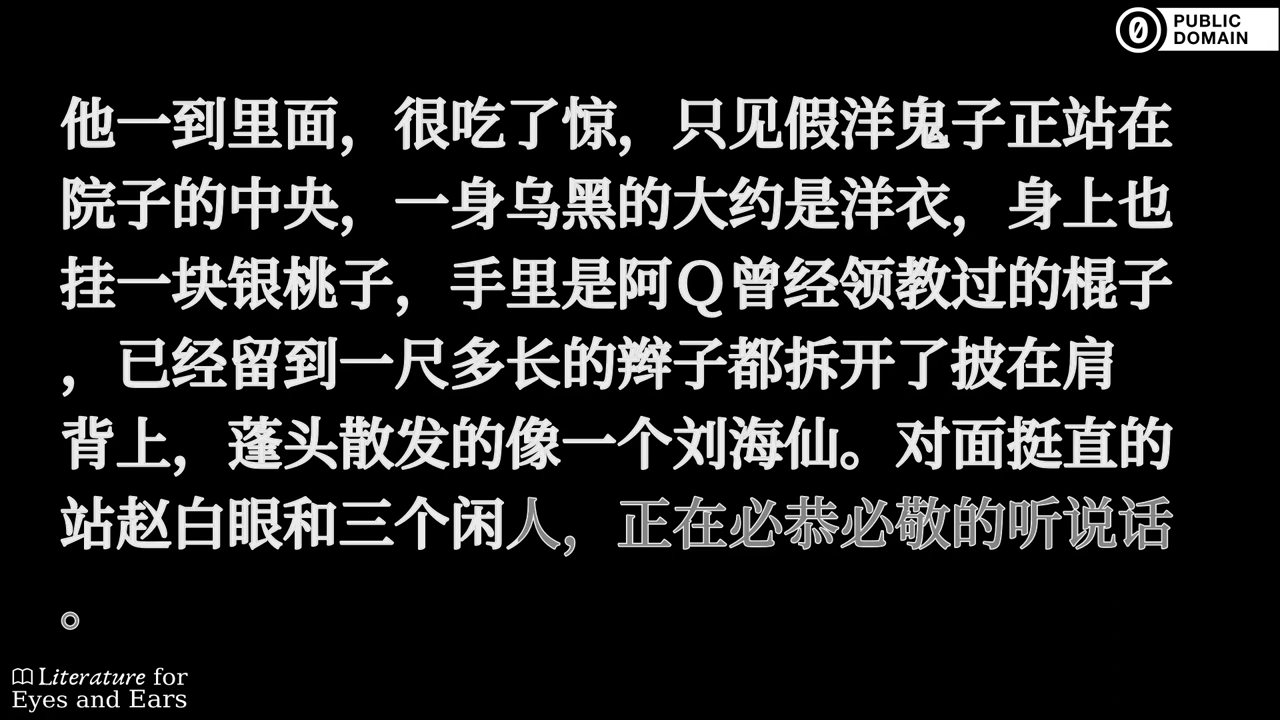 PUBLIC
DOMAIN
他一到里面，很吃了惊，只见假洋鬼子正站在
院子的中央，一身乌黑的大约是洋衣，身上也
挂一块银桃子，手里是阿Q曾经领教过的棍子
，已经留到一尺多长的辫子都拆开了披在肩
背上，蓬头散发的像一个刘海仙。对面挺直的
站赵白眼和三个闲人，正在必恭必敬的听说话
。
Literature for
Eyes and Ears